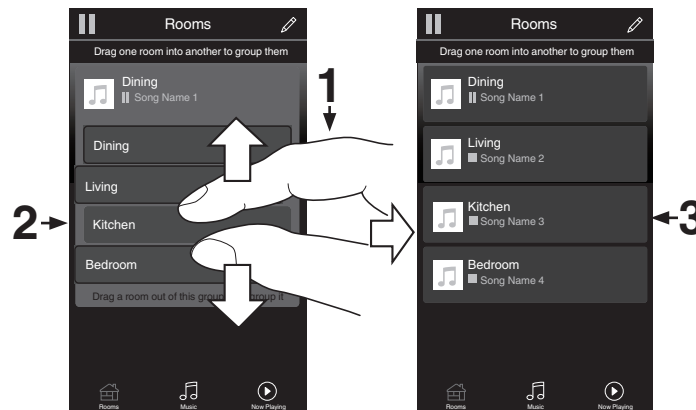 Rooms
Drag one room into another to group them
Dining
Song Name 1
Dining
Living
Kitchen
Bedroom
Drag a room out of this group group it
Rooms
Music
Now Playing
1
2
Rooms
Drag one room into another to group them
Dining
Song Name 1
Living
Song Name 2
Kitchen
Song Name 3
Bedroom
Song Name 4
Rooms
Music
Now Playing
3